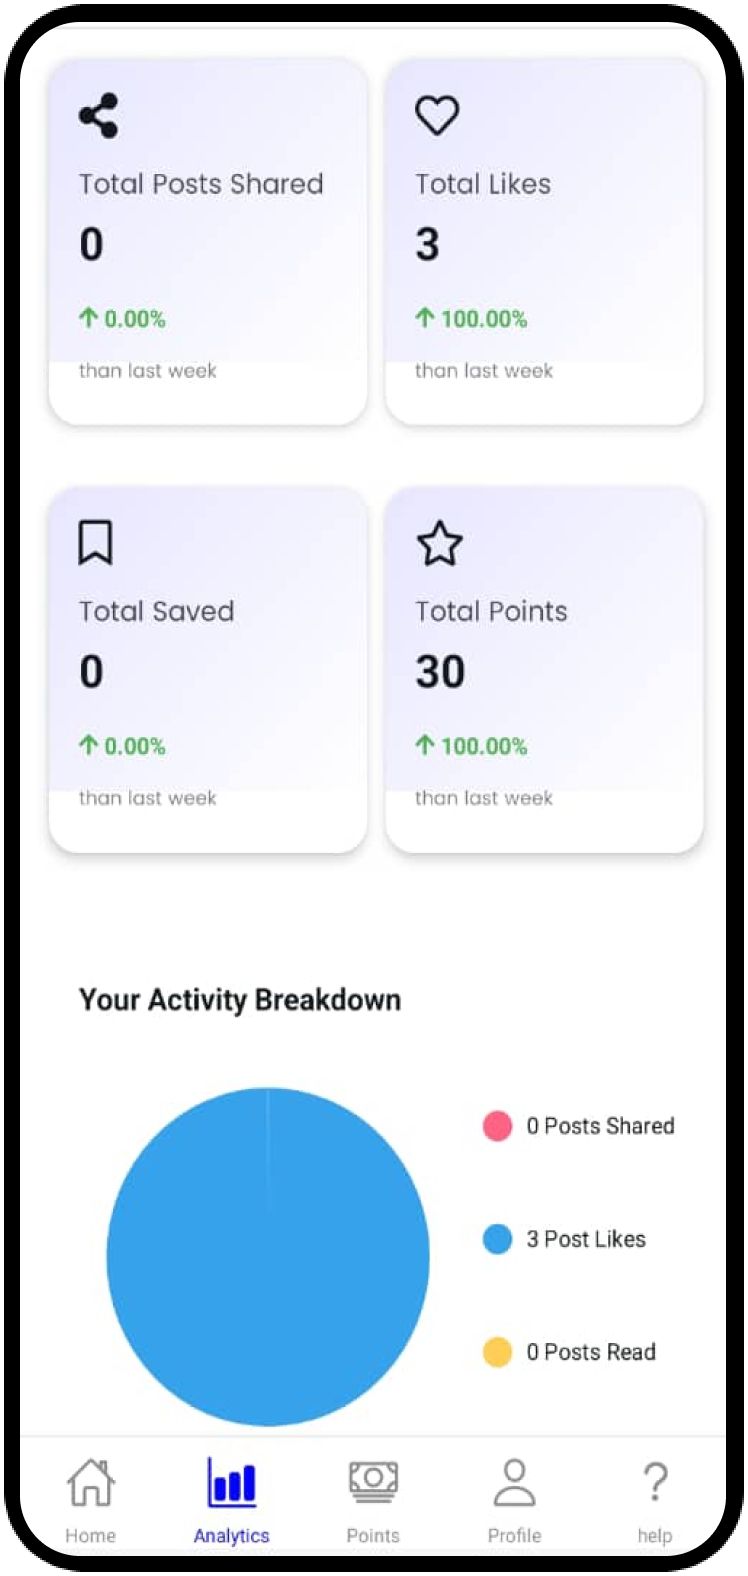 Total Posts Shared
0
↑ 0.00%
than last week
Total Likes
3
↑ 100.00%
than last week
Total Saved
0
↑ 0.00%
than last week
Total Points
30
↑ 100.00%
than last week
Your Activity Breakdown
0 Posts Shared
3 Post Likes
0 Posts Read
Home
Analytics
Points
Profile
help